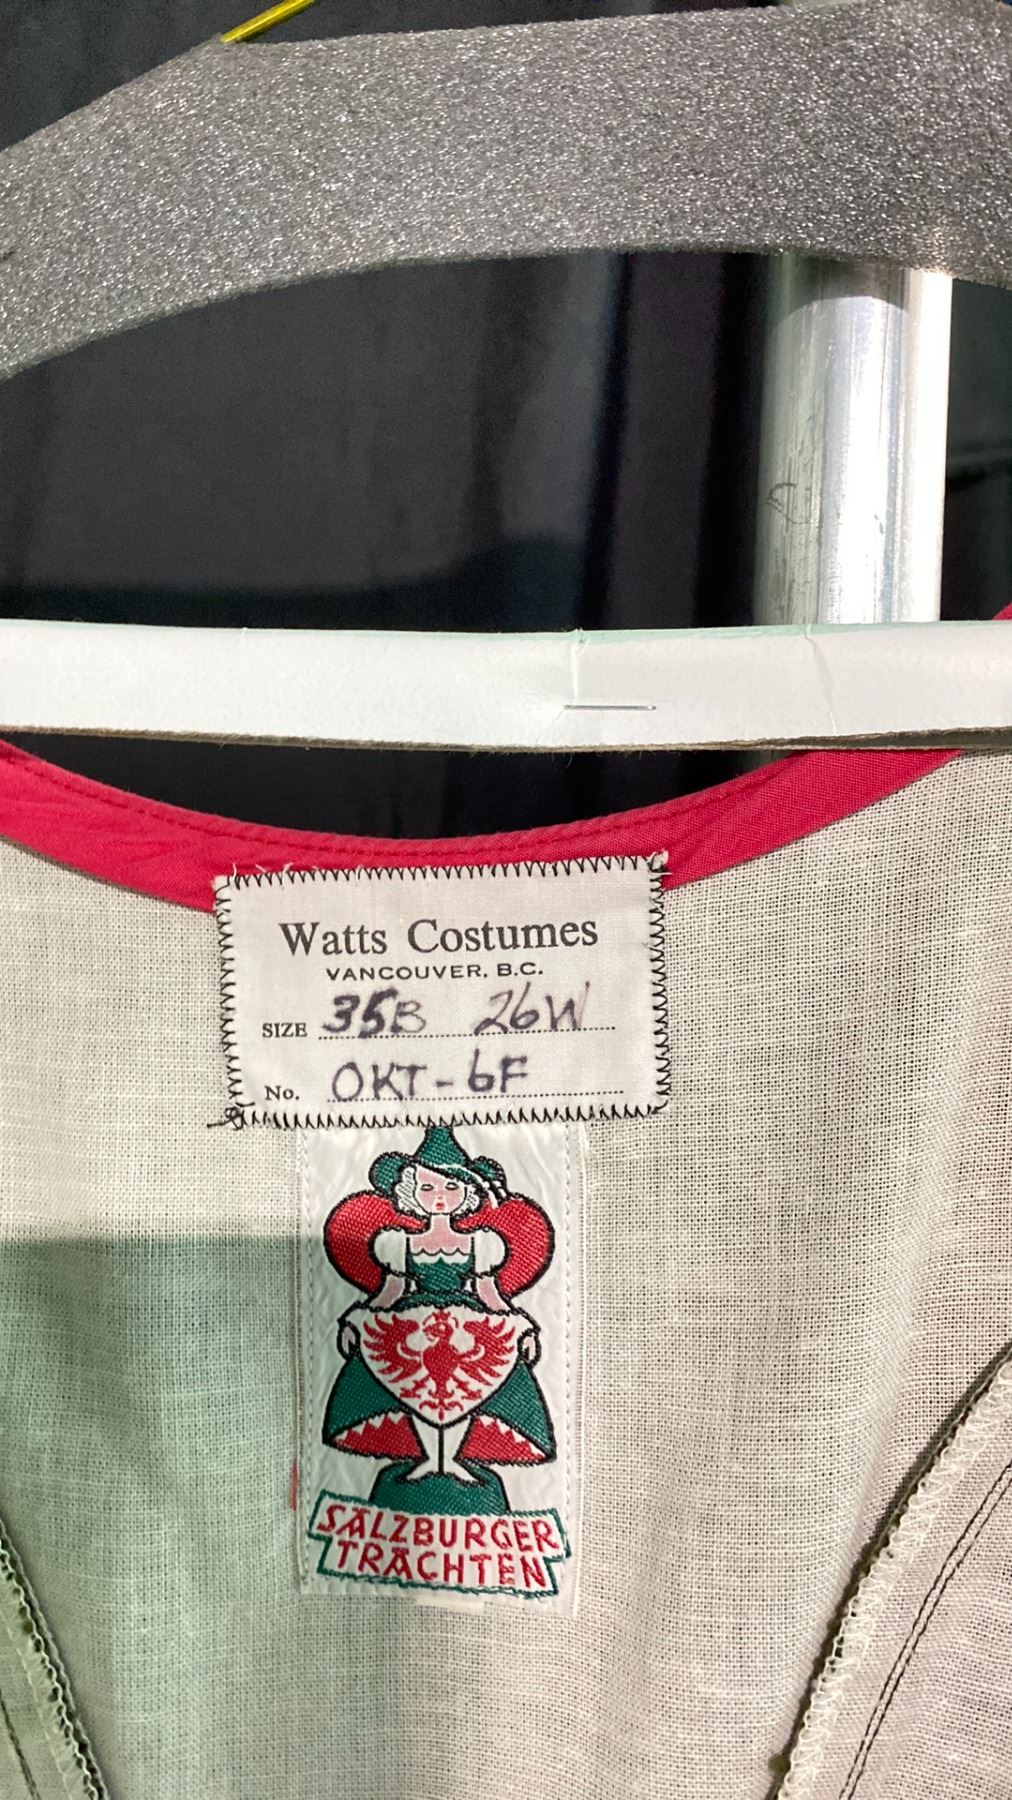 Watts Costumes
VANCOUVER, B.C.
SIZE 35B 26W
No. OKT-6F
SALZBURGER
TRACHTEN